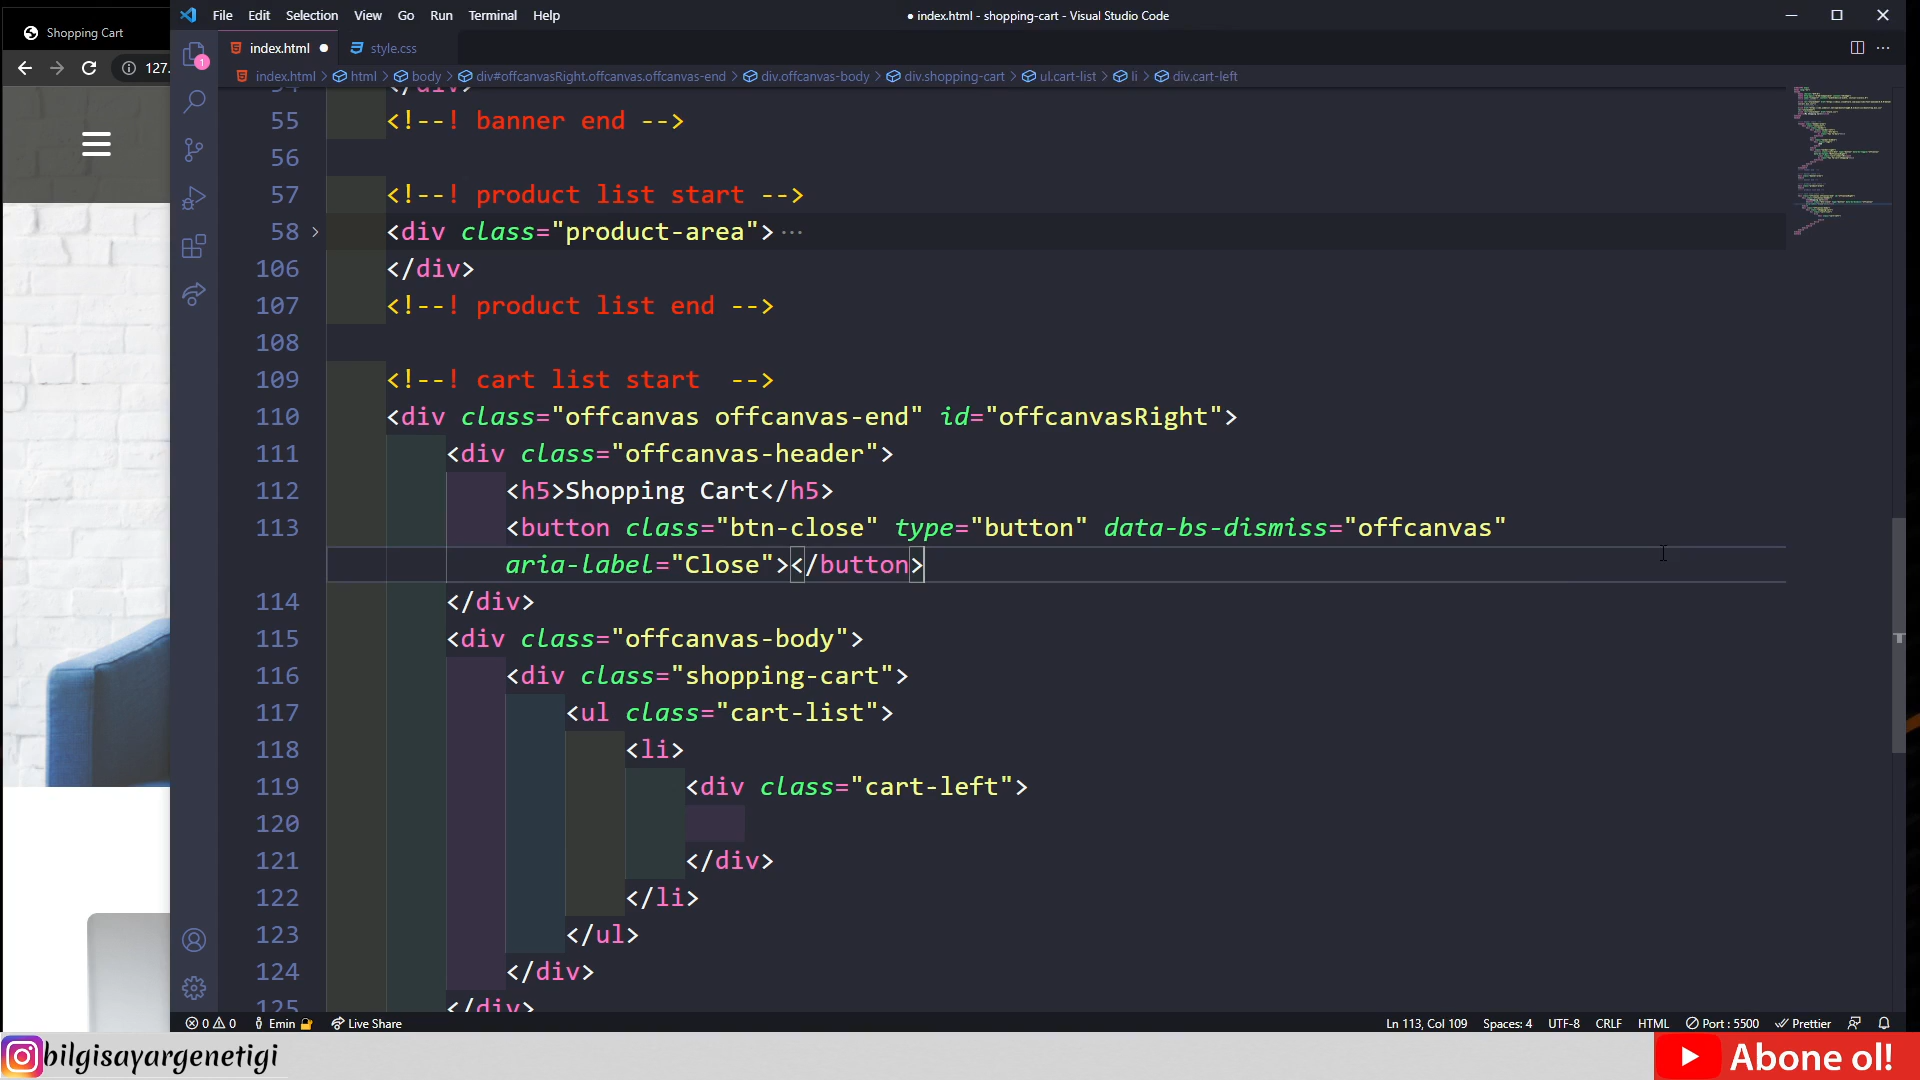 Shopping Cart
127.
File Edit Selection View Go Run Terminal Help
● index.html - shopping-cart - Visual Studio Code
index.html ● style.css
index.html > html > body > div#offcanvasRight.offcanvas.offcanvas-end > div.offcanvas-body > div.shopping-cart > ul.cart-list > li > div.cart-left
1
54 </div>
55 <!--! banner end -->
56
57 <!--! product list start -->
58 <div class="product-area"> ...
106 </div>
107 <!--! product list end -->
108
109 <!--! cart list start  -->
110 <div class="offcanvas offcanvas-end" id="offcanvasRight">
111 <div class="offcanvas-header">
112 <h5>Shopping Cart</h5>
113 <button class="btn-close" type="button" data-bs-dismiss="offcanvas"
aria-label="Close"></button>
114 </div>
115 <div class="offcanvas-body">
116 <div class="shopping-cart">
117 <ul class="cart-list">
118 <li>
119 <div class="cart-left">
120
121 </div>
122 </li>
123 </ul>
124 </div>
125 </div>
0 0 Emin Live Share
Ln 113, Col 109 Spaces: 4 UTF-8 CRLF HTML Port : 5500 Prettier
bilgisayargenetigi
Abone ol!